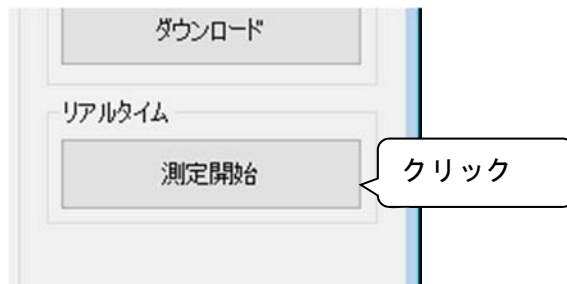 ダウンロード
リアルタイム
測定開始
クリック